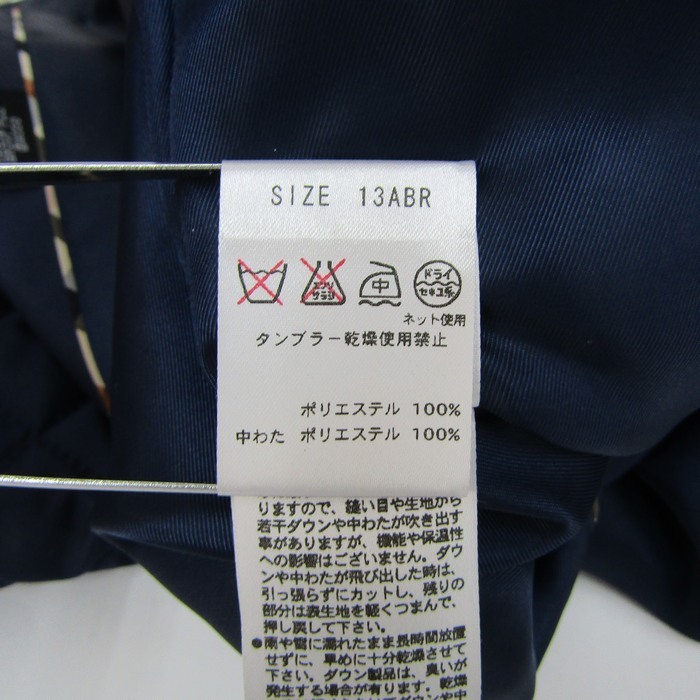 SIZE 13ABR
エンソ
サラシ
中
ドライ
セキユ系
ネット使用
タンブラー乾燥使用禁止
ポリエステル 100%
中わた ポリエステル 100%
りますので、縫い目や生地から
若干ダウンや中わたが吹き出す
事がありますが、機能や保温性
への影響はございません。ダウ
ンや中わたが飛び出した時は、
引っ張らずにカットし、残りの
部分は表生地を軽くつまんで、
押し戻して下さい。
●雨や雪に濡れたまま長時間放置
せずに、早めに十分乾燥させて
下さい。ダウン製品は、臭いが
発生する場合が有ります。乾燥